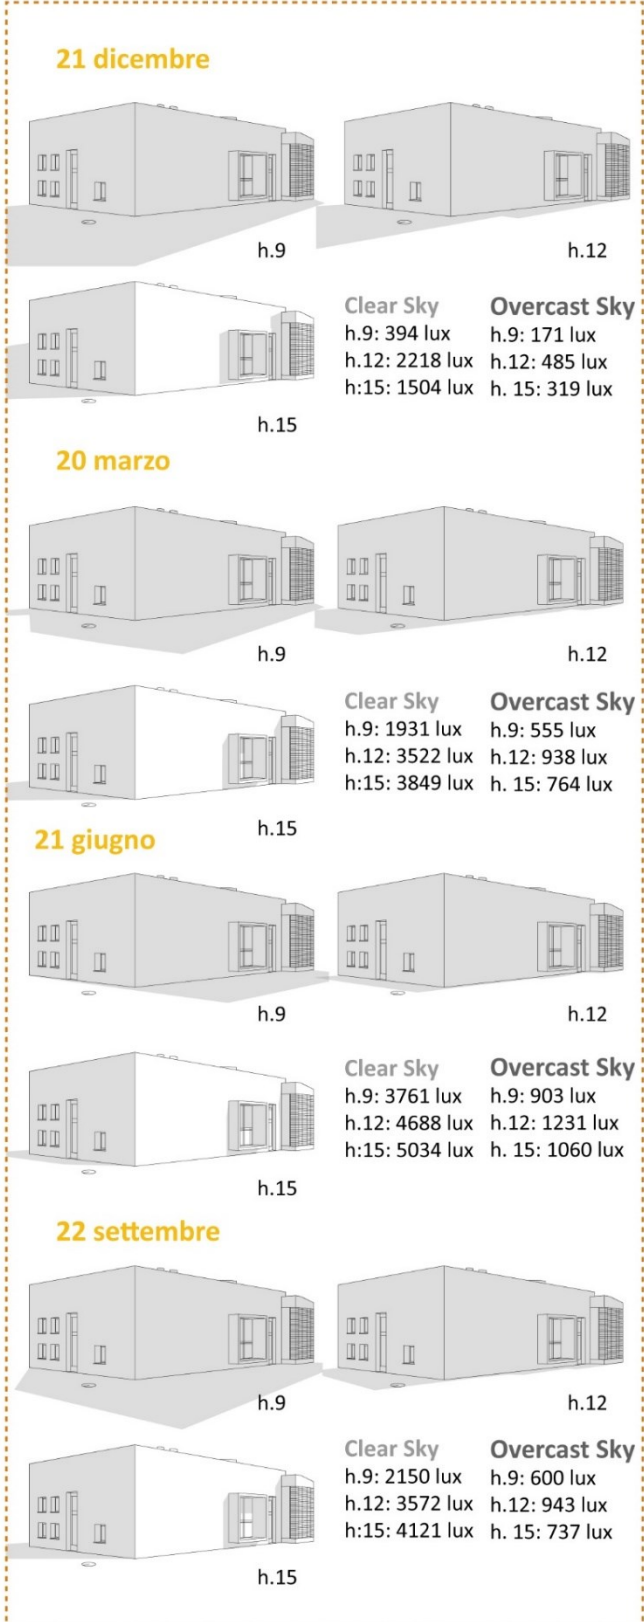 21 dicembre
h.9
h.12
h.15
Clear Sky
h.9: 394 lux
h.12: 2218 lux
h:15: 1504 lux
Overcast Sky
h.9: 171 lux
h.12: 485 lux
h. 15: 319 lux
20 marzo
h.9
h.12
h.15
Clear Sky
h.9: 1931 lux
h.12: 3522 lux
h:15: 3849 lux
Overcast Sky
h.9: 555 lux
h.12: 938 lux
h. 15: 764 lux
21 giugno
h.9
h.12
h.15
Clear Sky
h.9: 3761 lux
h.12: 4688 lux
h:15: 5034 lux
Overcast Sky
h.9: 903 lux
h.12: 1231 lux
h. 15: 1060 lux
22 settembre
h.9
h.12
h.15
Clear Sky
h.9: 2150 lux
h.12: 3572 lux
h:15: 4121 lux
Overcast Sky
h.9: 600 lux
h.12: 943 lux
h. 15: 737 lux